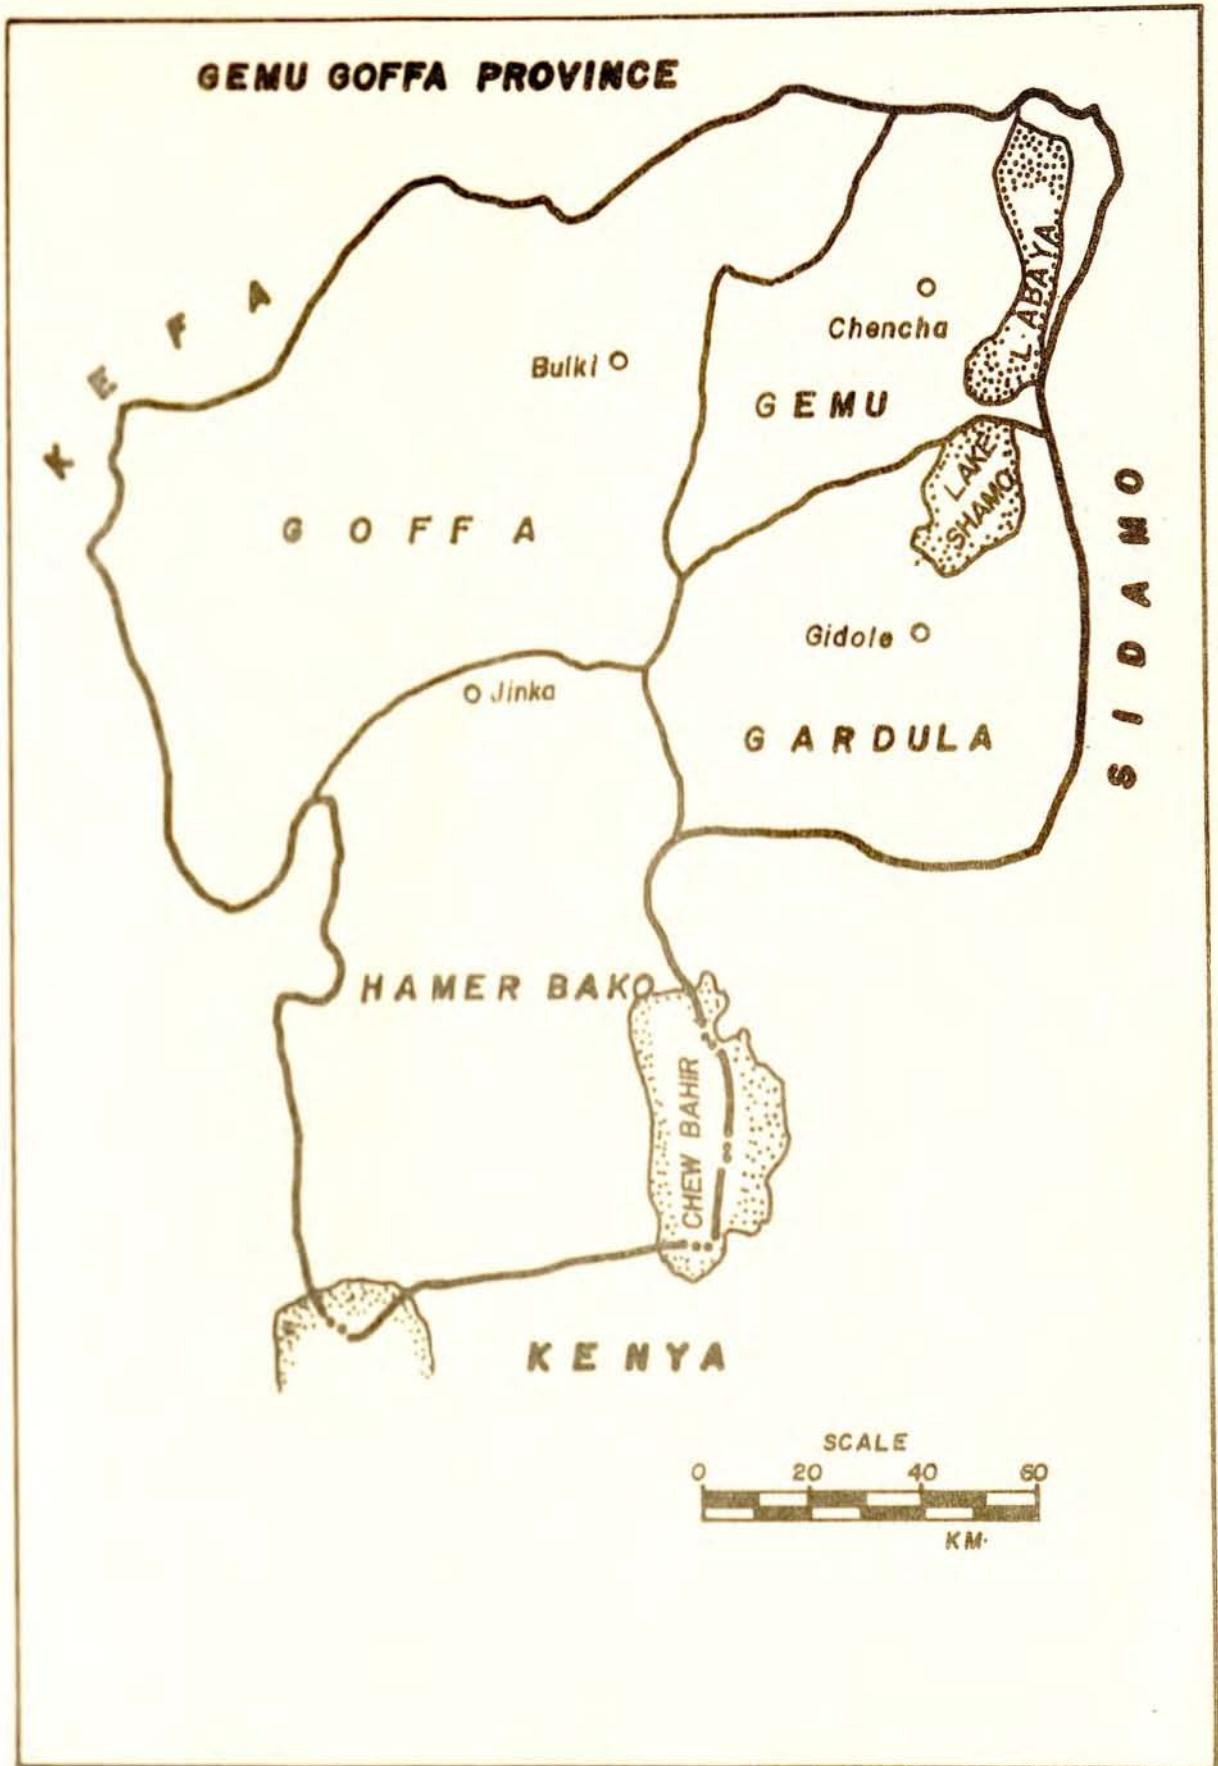 GEMU GOFFA PROVINCE
KEFA
L ABAYA
Chencha
Bulki
GEMU
LAKE
SHAMO
SIDAMO
GOFFA
Gidole
Jinka
GARDULA
HAMER BAKO
CHEW BAHIR
KENYA
SCALE
0 20 40 60
KM.